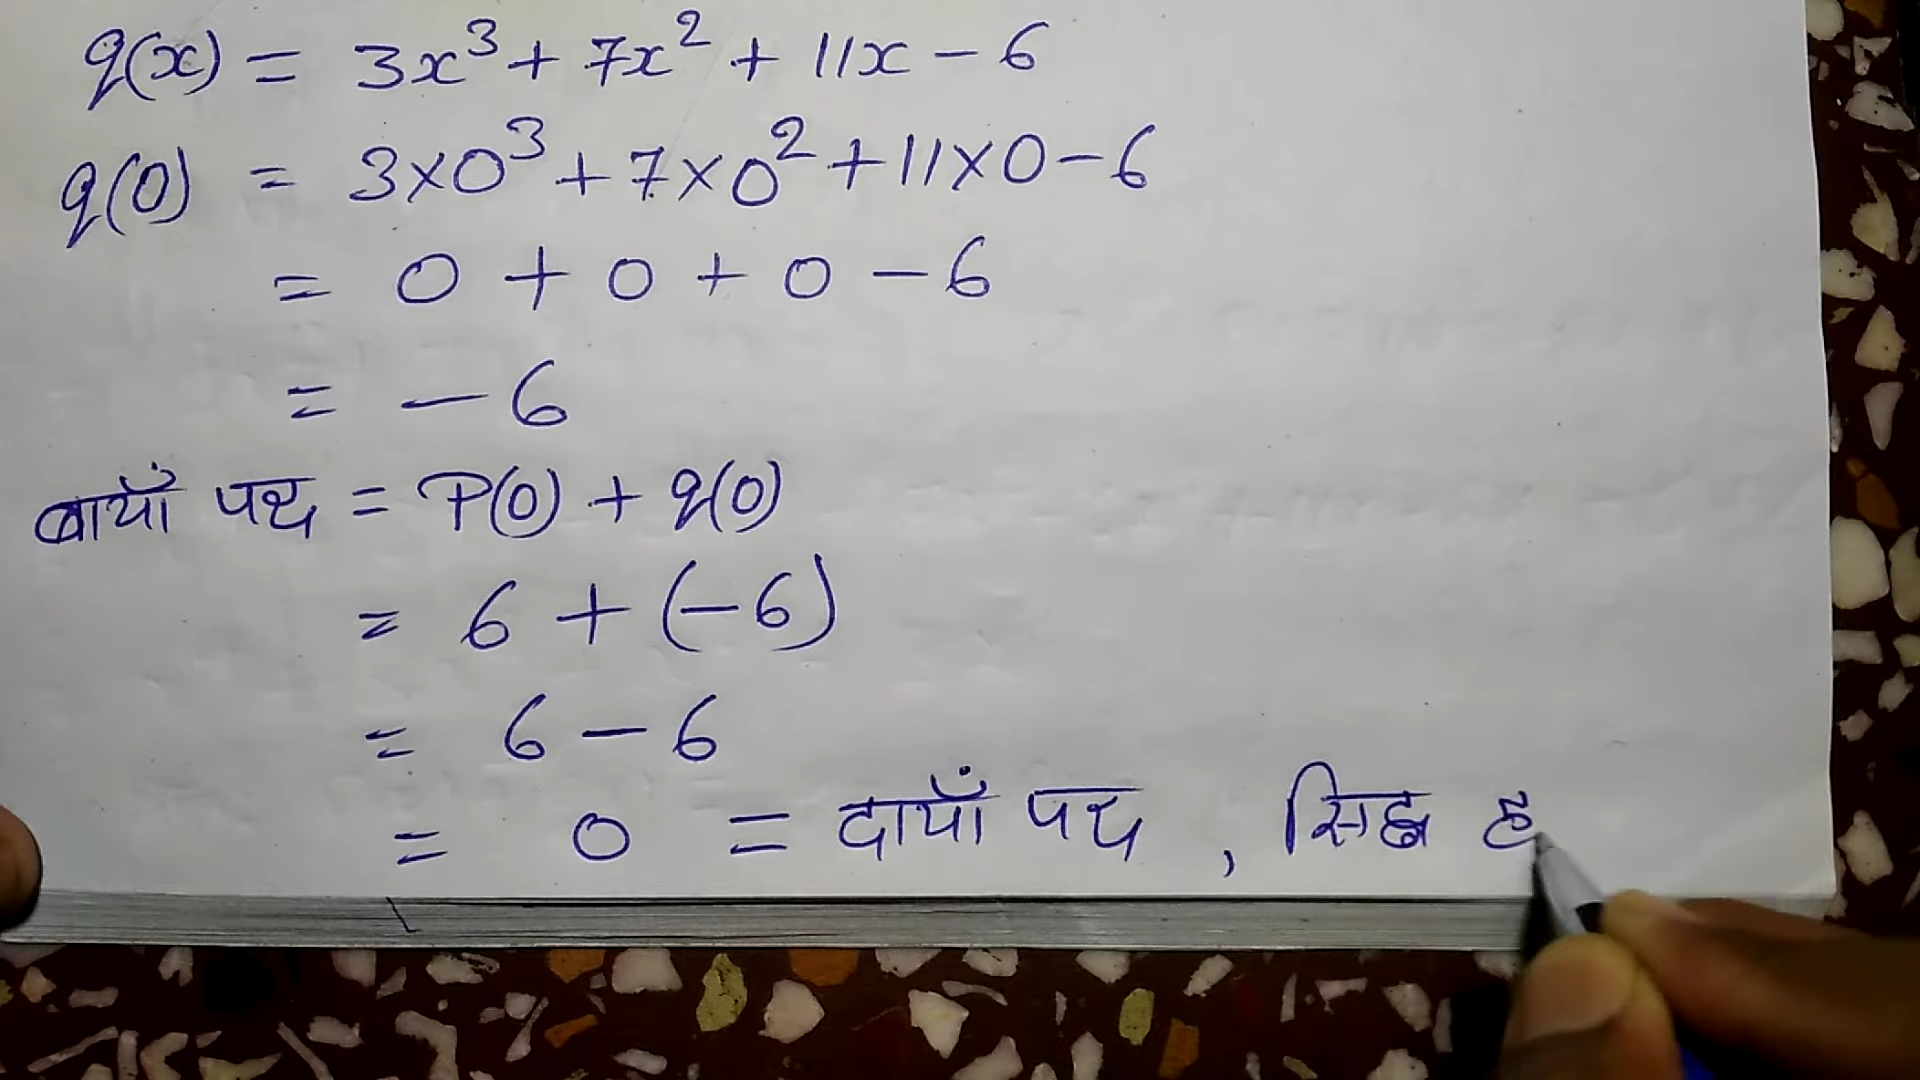 q(x) = 3x³ + 7x² + 11x - 6
q(0) = 3×0³ + 7×0² + 11×0 - 6
= 0 + 0 + 0 - 6
= - 6
बायाँ पक्ष = P(0) + q(0)
= 6 + (-6)
= 6 - 6
= 0 = दायाँ पक्ष , सिद्ध ह